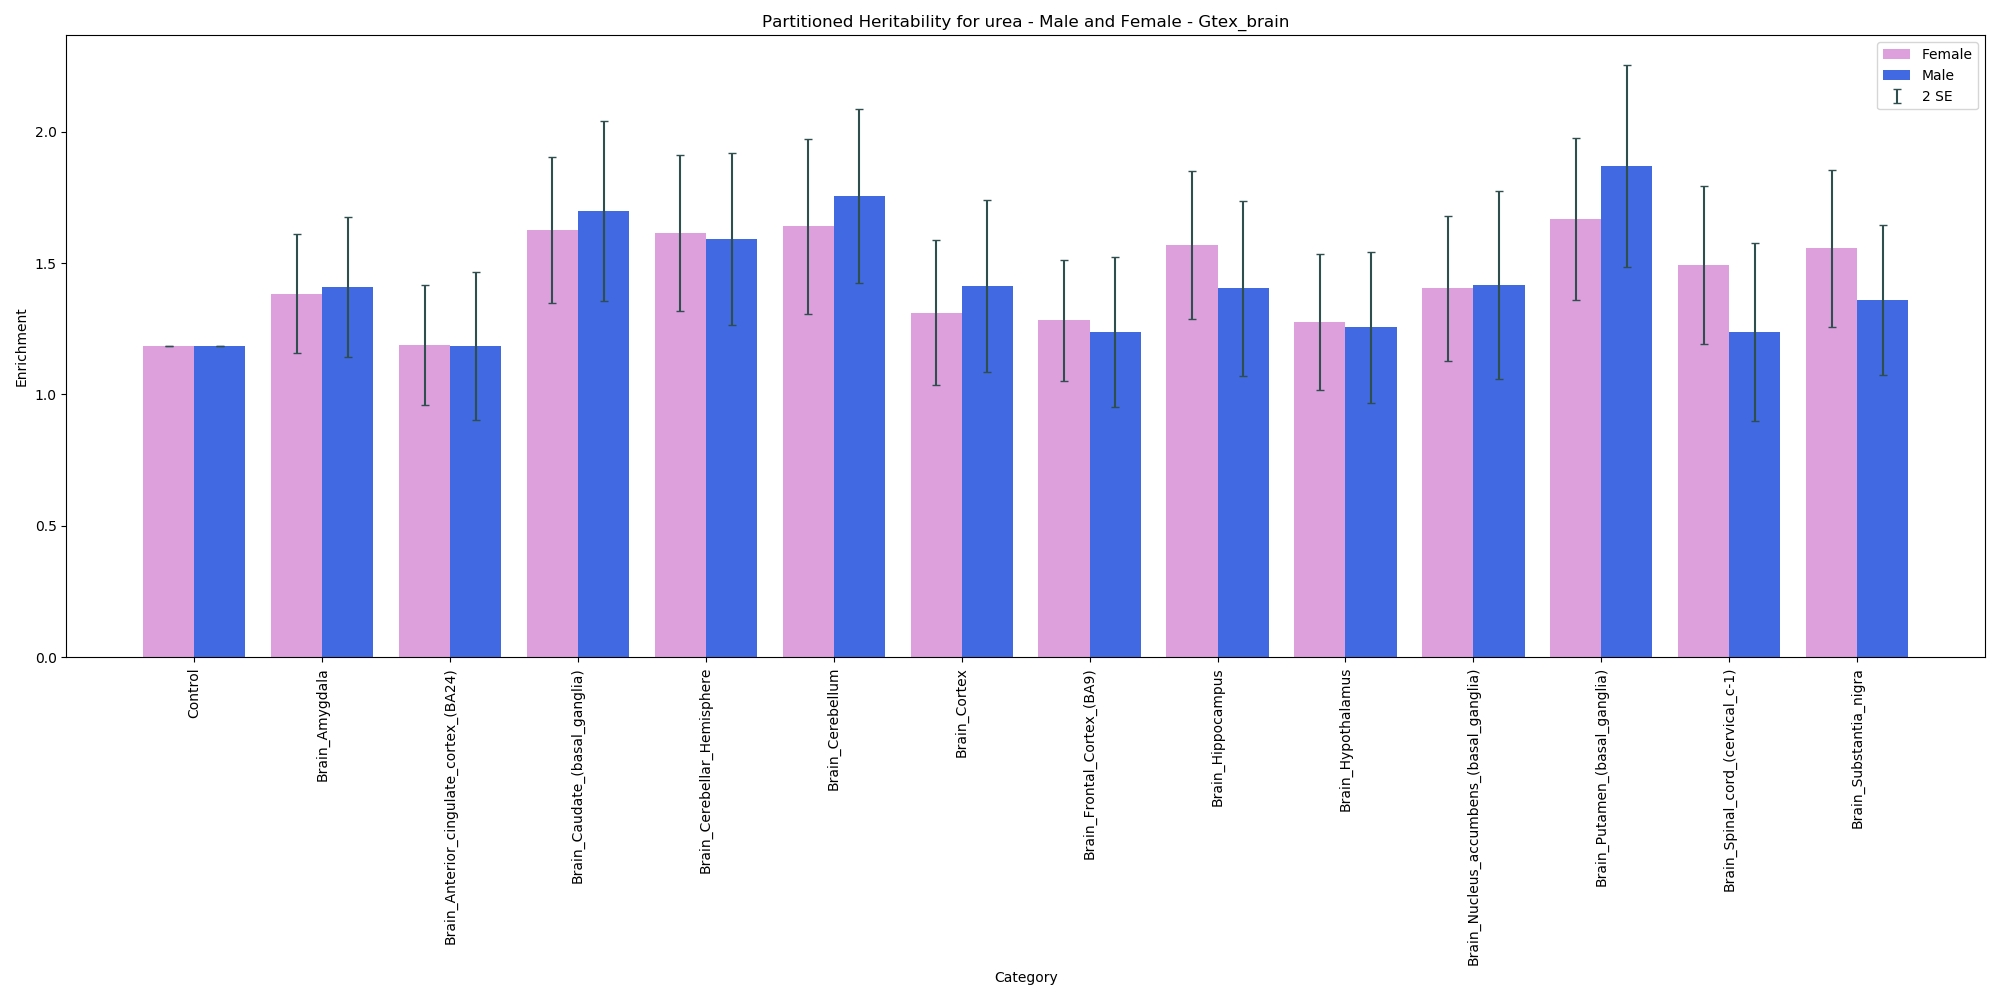 Partitioned Heritability for urea - Male and Female - Gtex_brain
Female
Male
2 SE
Enrichment
2.0
1.5
1.0
0.5
0.0
Control
Brain_Amygdala
Brain_Anterior_cingulate_cortex_(BA24)
Brain_Caudate_(basal_ganglia)
Brain_Cerebellar_Hemisphere
Brain_Cerebellum
Brain_Cortex
Brain_Frontal_Cortex_(BA9)
Brain_Hippocampus
Brain_Hypothalamus
Brain_Nucleus_accumbens_(basal_ganglia)
Brain_Putamen_(basal_ganglia)
Brain_Spinal_cord_(cervical_c-1)
Brain_Substantia_nigra
Category